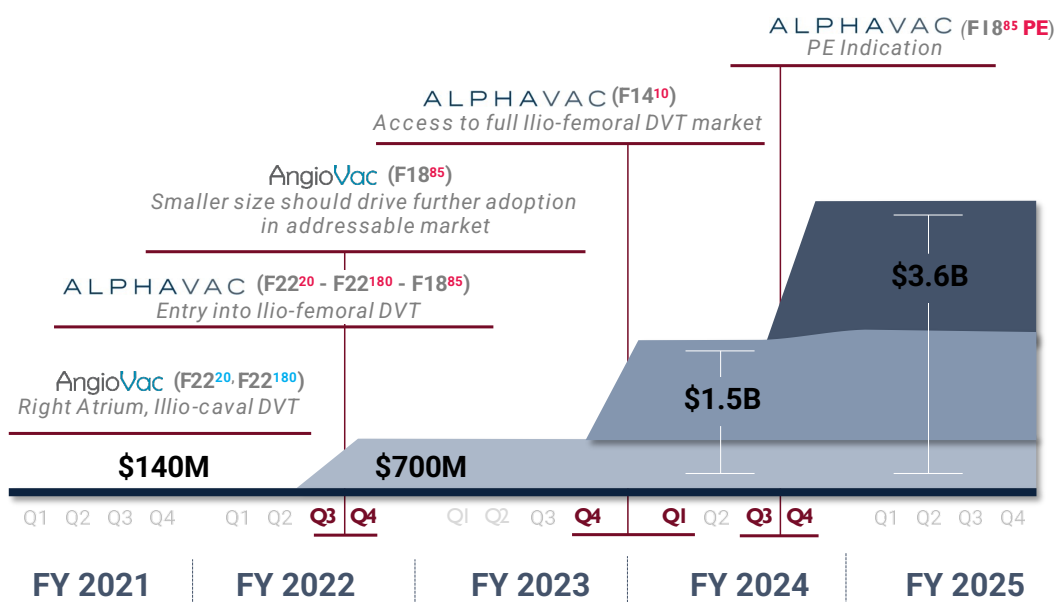 ALPHAVAC (F18⁸⁵ PE)
PE Indication
ALPHAVAC (F14¹⁰)
Access to full Ilio-femoral DVT market
AngioVac (F18⁸⁵)
Smaller size should drive further adoption
in addressable market
ALPHAVAC (F22²⁰ - F22¹⁸⁰ - F18⁸⁵)
Entry into Ilio-femoral DVT
AngioVac (F22²⁰, F22¹⁸⁰)
Right Atrium, Illio-caval DVT
$3.6B
$1.5B
$140M
$700M
Q1 Q2 Q3 Q4 Q1 Q2 Q3 Q4 Q1 Q2 Q3 Q4 Q1 Q2 Q3 Q4 Q1 Q2 Q3 Q4
FY 2021 FY 2022 FY 2023 FY 2024 FY 2025